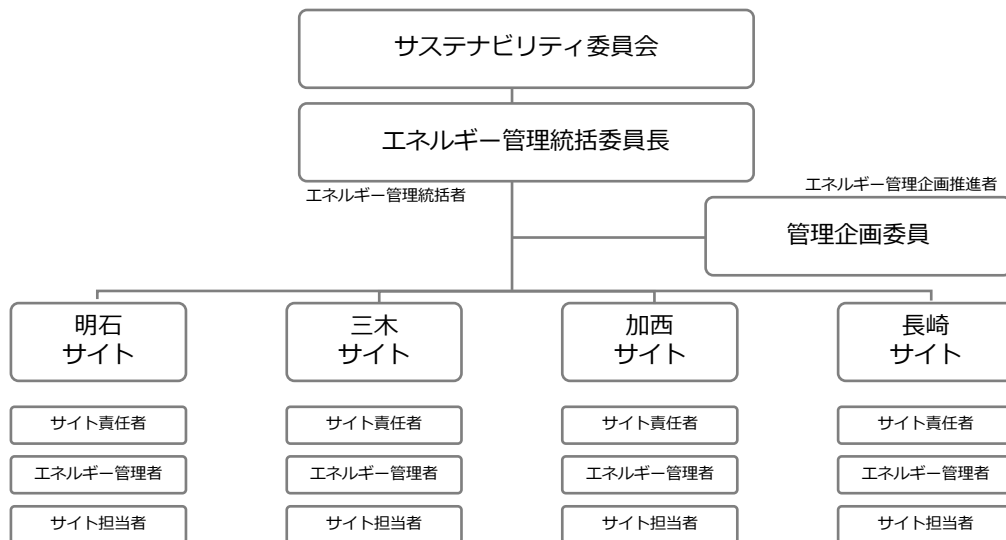 サステナビリティ委員会
エネルギー管理統括委員長
エネルギー管理統括者
エネルギー管理企画推進者
管理企画委員
明石
サイト
三木
サイト
加西
サイト
長崎
サイト
サイト責任者
サイト責任者
サイト責任者
サイト責任者
エネルギー管理者
エネルギー管理者
エネルギー管理者
エネルギー管理者
サイト担当者
サイト担当者
サイト担当者
サイト担当者